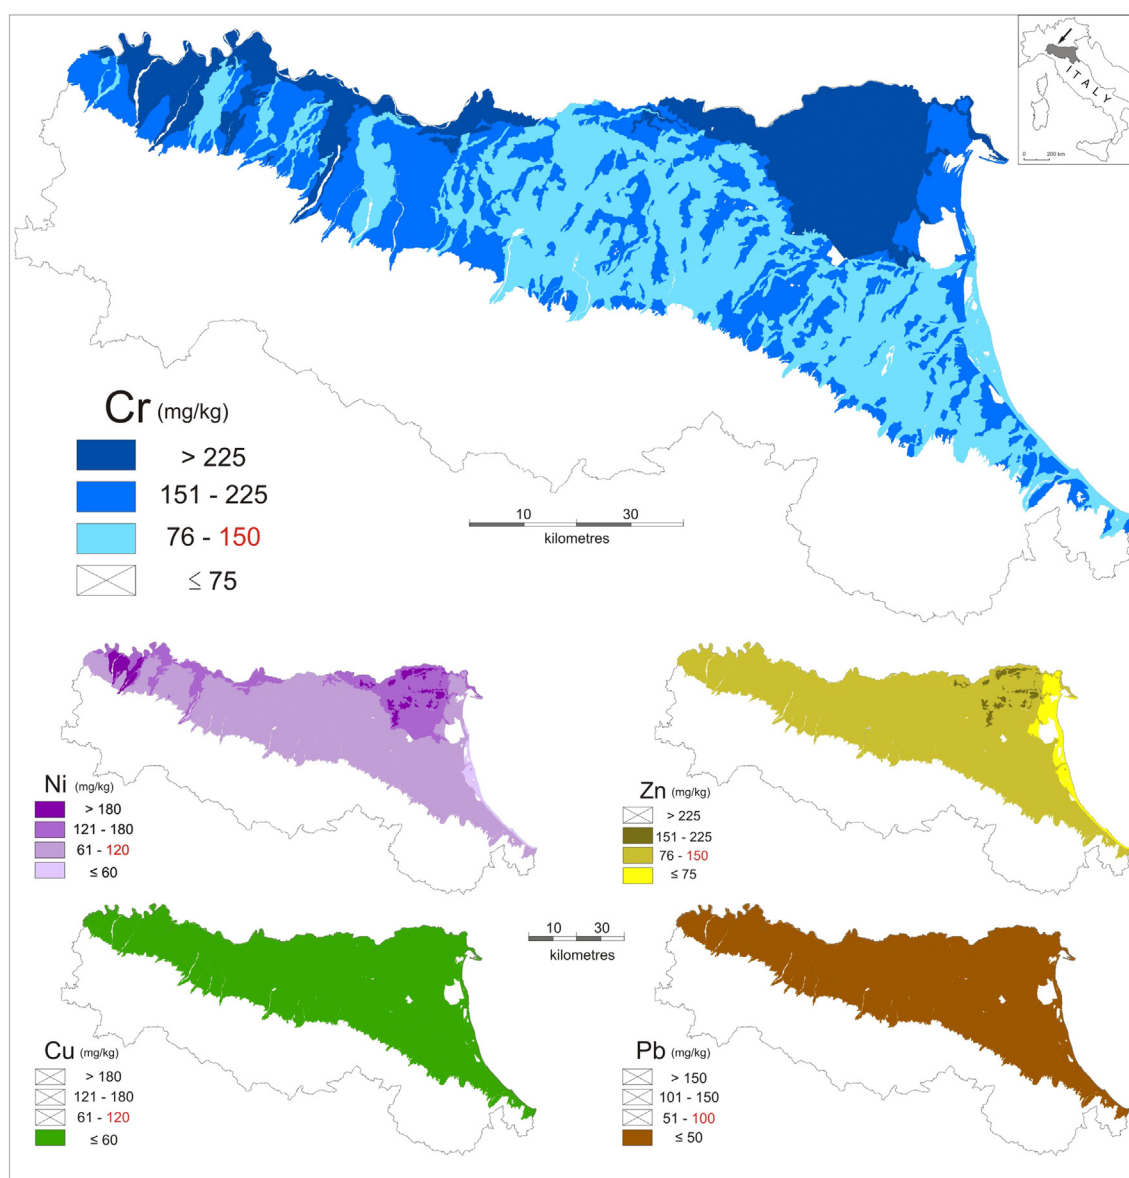 ITALY
0 200 km
Cr (mg/kg)
> 225
151 - 225
76 - 150
≤ 75
10 30
kilometres
Ni (mg/kg)
> 180
121 - 180
61 - 120
≤ 60
Zn (mg/kg)
> 225
151 - 225
76 - 150
≤ 75
10 30
kilometres
Cu (mg/kg)
> 180
121 - 180
61 - 120
≤ 60
Pb (mg/kg)
> 150
101 - 150
51 - 100
≤ 50